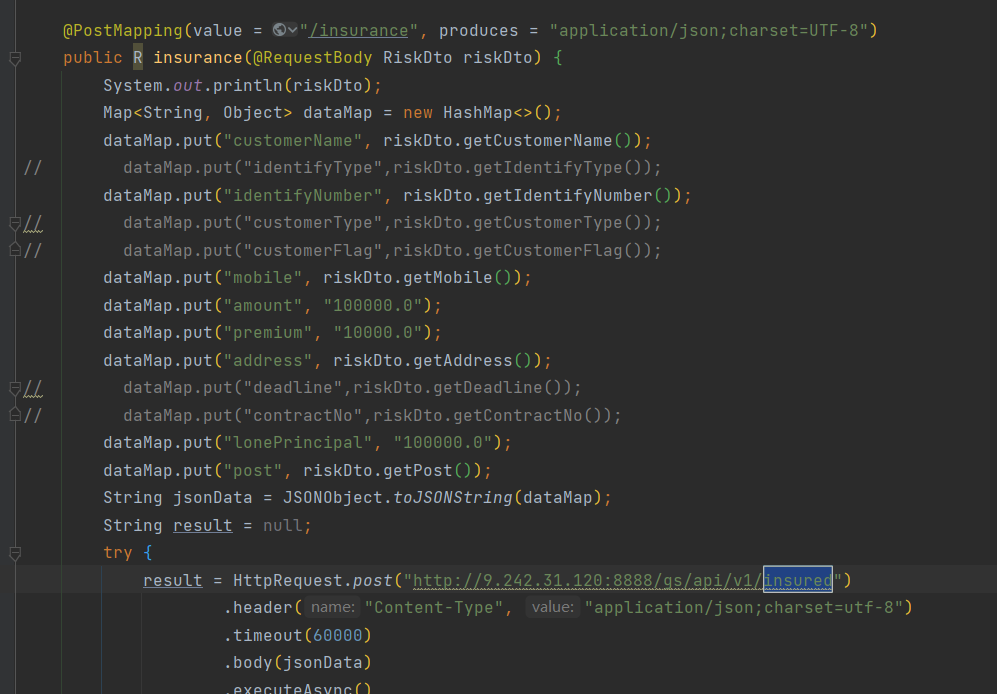 @PostMapping(value = "/insurance", produces = "application/json;charset=UTF-8")
public R insurance(@RequestBody RiskDto riskDto) {
System.out.println(riskDto);
Map<String, Object> dataMap = new HashMap<>();
dataMap.put("customerName", riskDto.getCustomerName());
// dataMap.put("identifyType",riskDto.getIdentifyType());
dataMap.put("identifyNumber", riskDto.getIdentifyNumber());
// dataMap.put("customerType",riskDto.getCustomerType());
// dataMap.put("customerFlag",riskDto.getCustomerFlag());
dataMap.put("mobile", riskDto.getMobile());
dataMap.put("amount", "100000.0");
dataMap.put("premium", "10000.0");
dataMap.put("address", riskDto.getAddress());
// dataMap.put("deadline",riskDto.getDeadline());
// dataMap.put("contractNo",riskDto.getContractNo());
dataMap.put("lonePrincipal", "100000.0");
dataMap.put("post", riskDto.getPost());
String jsonData = JSONObject.toJSONString(dataMap);
String result = null;
try {
result = HttpRequest.post("http://9.242.31.120:8888/gs/api/v1/insured")
.header( name: "Content-Type", value: "application/json;charset=utf-8")
.timeout(60000)
.body(jsonData)
.executeAsync()